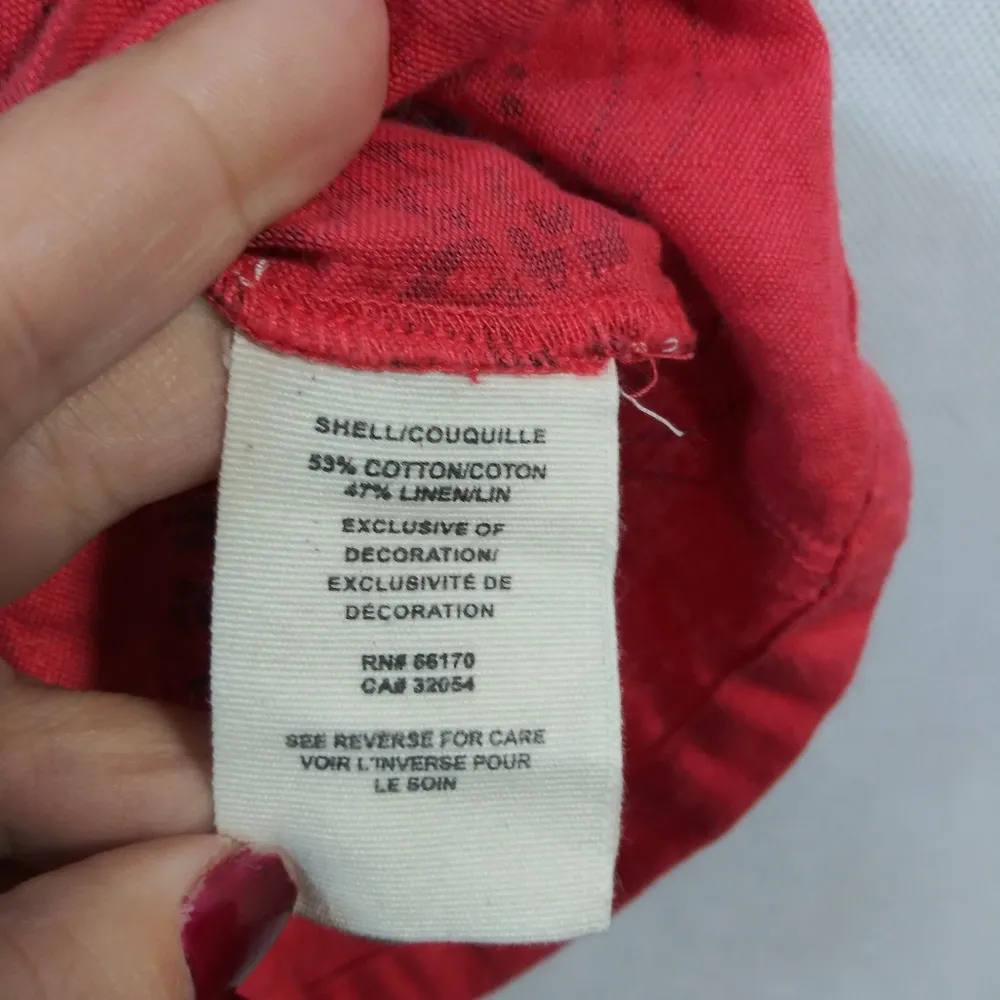 SHELL/COUQUILLE
53% COTTON/COTON
47% LINEN/LIN
EXCLUSIVE OF
DECORATION/
EXCLUSIVITÉ DE
DÉCORATION
RN# 66170
CA# 32054
SEE REVERSE FOR CARE
VOIR L'INVERSE POUR
LE SOIN